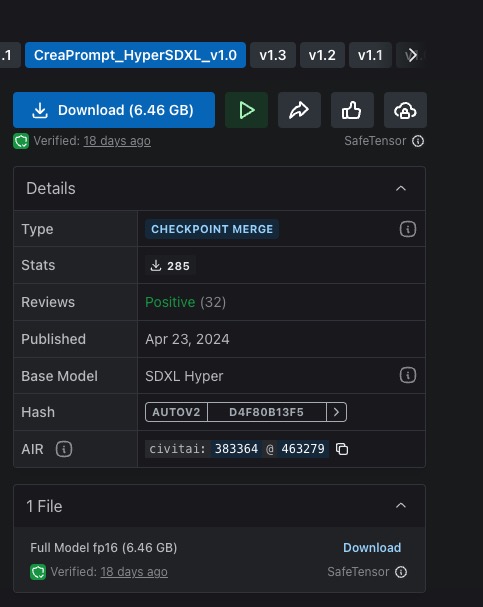 .1 CreaPrompt_HyperSDXL_v1.0 v1.3 v1.2 v1.1
Download (6.46 GB)
Verified: 18 days ago SafeTensor
Details
Type CHECKPOINT MERGE
Stats 285
Reviews Positive (32)
Published Apr 23, 2024
Base Model SDXL Hyper
Hash AUTOV2 D4F80B13F5
AIR civitai: 383364 @ 463279
1 File
Full Model fp16 (6.46 GB) Download
Verified: 18 days ago SafeTensor